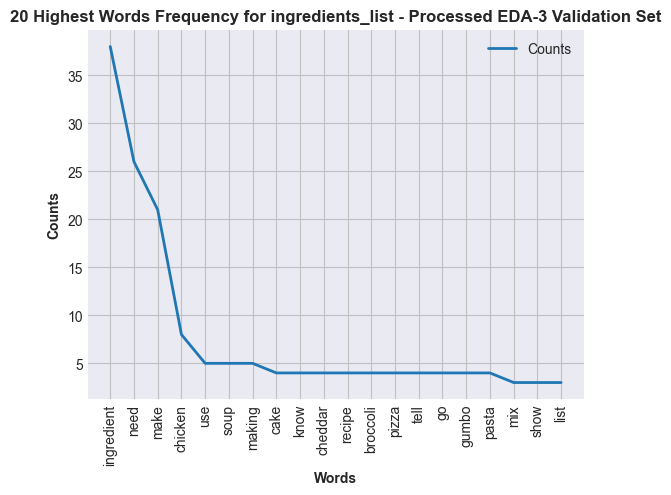 20 Highest Words Frequency for ingredients_list - Processed EDA-3 Validation Set
Counts
Counts
35
30
25
20
15
10
5
ingredient
need
make
chicken
use
soup
making
cake
know
cheddar
recipe
broccoli
pizza
tell
go
gumbo
pasta
mix
show
list
Words